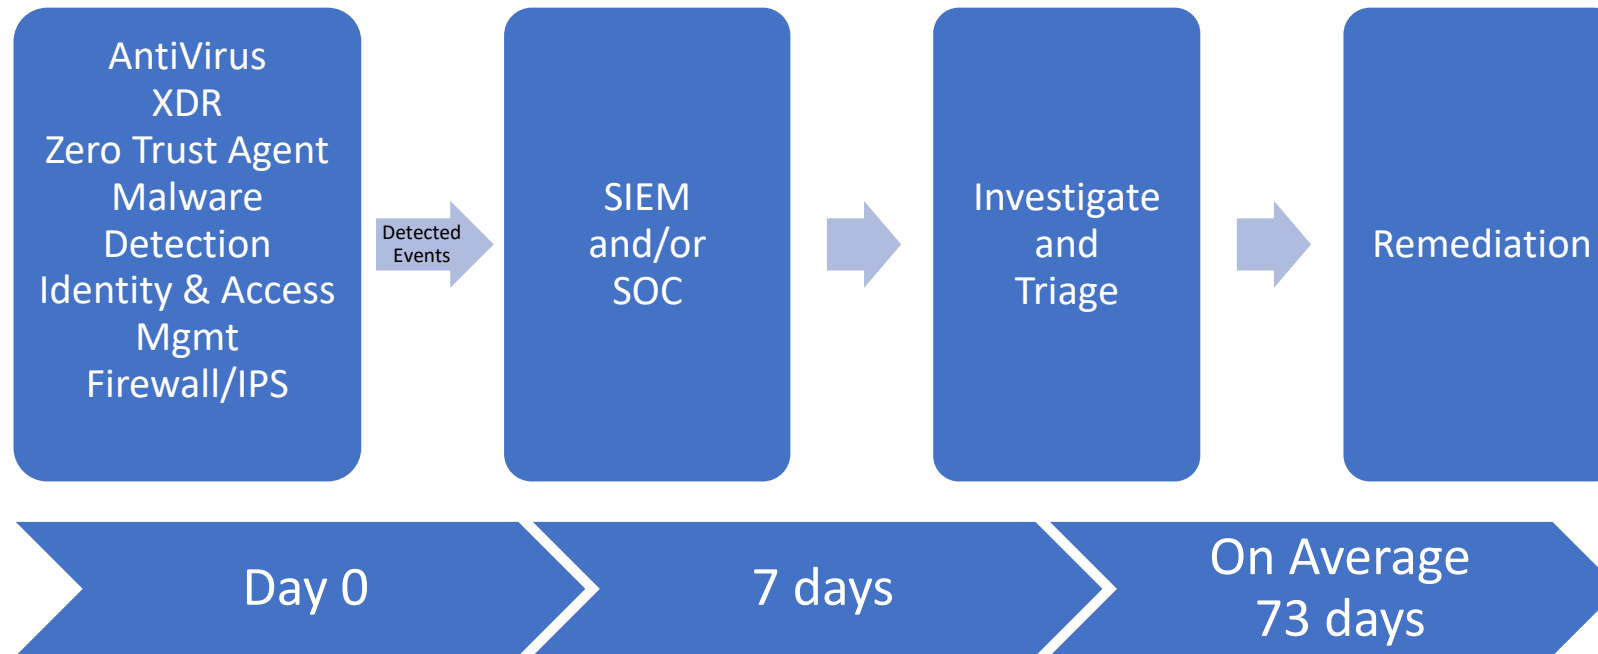 AntiVirus
XDR
Zero Trust Agent
Malware
Detection
Identity & Access
Mgmt
Firewall/IPS
Detected
Events
SIEM
and/or
SOC
Investigate
and
Triage
Remediation
Day 0
7 days
On Average
73 days